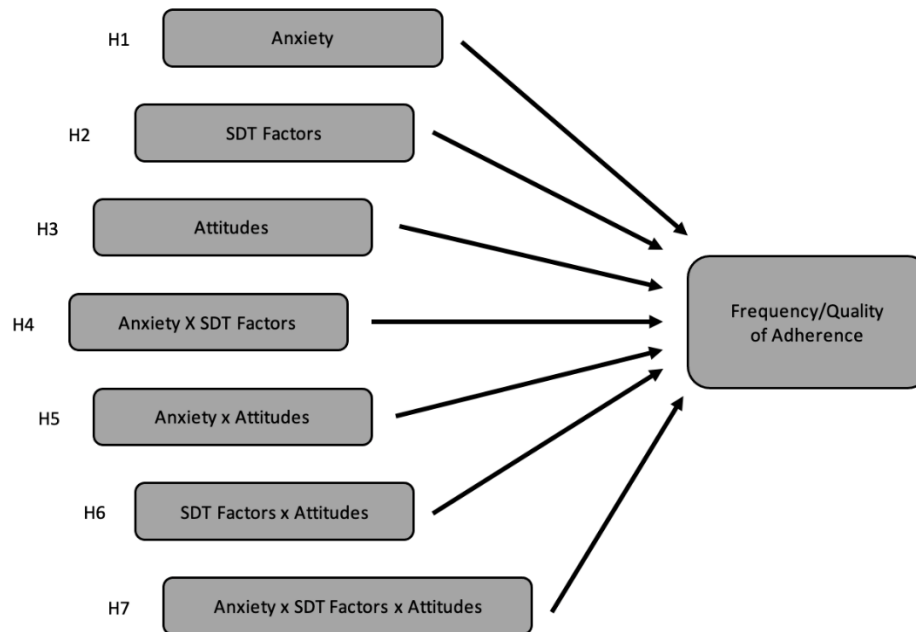 H1 Anxiety
H2 SDT Factors
H3 Attitudes
H4 Anxiety X SDT Factors
H5 Anxiety x Attitudes
H6 SDT Factors x Attitudes
H7 Anxiety x SDT Factors x Attitudes
Frequency/Quality
of Adherence